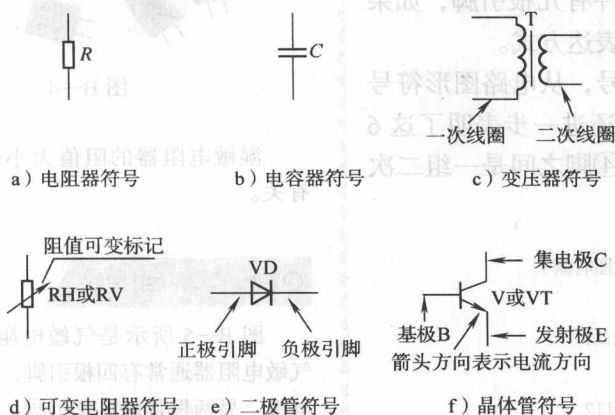 R
C
T
一次线圈
二次线圈
a）电阻器符号
b）电容器符号
c）变压器符号
阻值可变标记
RH或RV
VD
正极引脚
负极引脚
集电极C
V或VT
基极B
发射极E
箭头方向表示电流方向
d）可变电阻器符号
e）二极管符号
f）晶体管符号